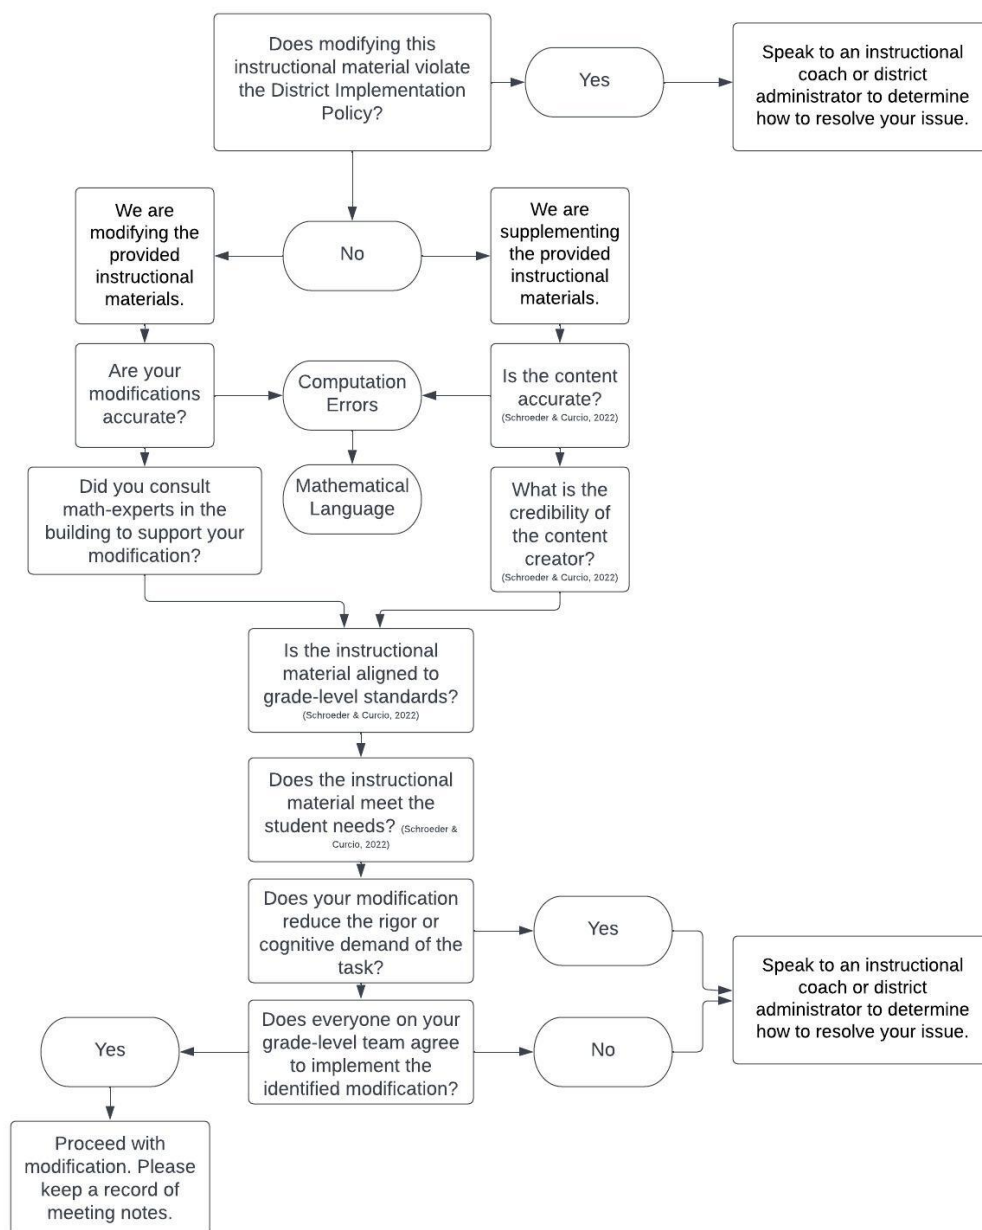 Does modifying this
instructional material violate
the District Implementation
Policy?
Yes
Speak to an instructional
coach or district
administrator to determine
how to resolve your issue.
We are
modifying the
provided
instructional
materials.
No
We are
supplementing
the provided
instructional
materials.
Are your
modifications
accurate?
Computation
Errors
Is the content
accurate?
(Schroeder & Curcio, 2022)
Did you consult
math-experts in the
building to support your
modification?
Mathematical
Language
What is the
credibility of
the content
creator?
(Schroeder & Curcio, 2022)
Is the instructional
material aligned to
grade-level standards?
(Schroeder & Curcio, 2022)
Does the instructional
material meet the
student needs? (Schroeder &
Curcio, 2022)
Does your modification
reduce the rigor or
cognitive demand of the
task?
Yes
Speak to an instructional
coach or district
administrator to determine
how to resolve your issue.
Does everyone on your
grade-level team agree
to implement the
identified modification?
Yes
No
Proceed with
modification. Please
keep a record of
meeting notes.